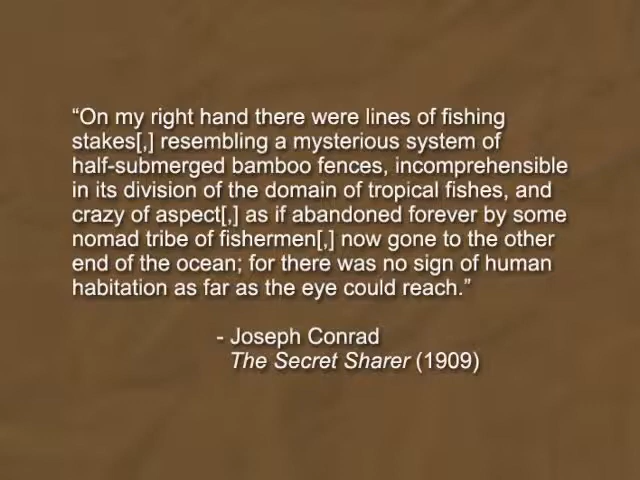 “On my right hand there were lines of fishing
stakes[,] resembling a mysterious system of
half-submerged bamboo fences, incomprehensible
in its division of the domain of tropical fishes, and
crazy of aspect[,] as if abandoned forever by some
nomad tribe of fishermen[,] now gone to the other
end of the ocean; for there was no sign of human
habitation as far as the eye could reach.”
- Joseph Conrad
The Secret Sharer (1909)